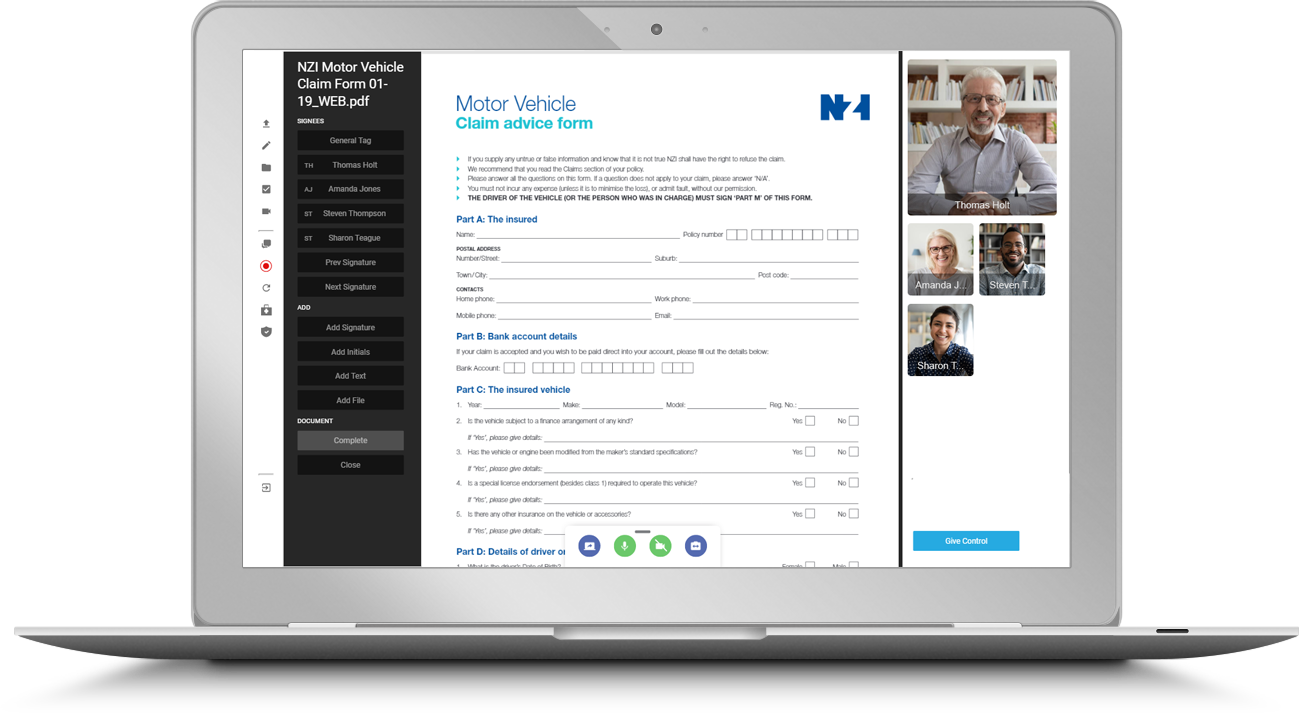 NZI Motor Vehicle
Claim Form 01-
19_WEB.pdf
SIGNEES
General Tag
TH Thomas Holt
AJ Amanda Jones
ST Steven Thompson
ST Sharon Teague
Prev Signature
Next Signature
ADD
Add Signature
Add Initials
Add Text
Add File
DOCUMENT
Complete
Close
Motor Vehicle
Claim advice form
NZI
If you supply any untrue or false information and know that it is not true NZI shall have the right to refuse the claim.
We recommend that you read the Claims section of your policy.
Please answer all the questions on this form. If a question does not apply to your claim, please answer "N/A".
You must not incur any expense (unless it is to minimise the loss), or admit fault, without our permission.
THE DRIVER OF THE VEHICLE (OR THE PERSON WHO WAS IN CHARGE) MUST SIGN 'PART M' OF THIS FORM.
Part A: The insured
Name: Policy number
POSTAL ADDRESS
Number/Street: Suburb:
Town/City: Post code:
CONTACTS
Home phone: Work phone:
Mobile phone: Email:
Part B: Bank account details
If your claim is accepted and you wish to be paid direct into your account, please fill out the details below:
Bank Account:
Part C: The insured vehicle
1. Year: Make: Model: Reg. No.:
2. Is the vehicle subject to a finance arrangement of any kind? Yes No
If 'Yes', please give details:
3. Has the vehicle or engine been modified from the maker's standard specifications? Yes No
If 'Yes', please give details:
4. Is a special license endorsement (besides class 1) required to operate this vehicle? Yes No
If 'Yes', please give details:
5. Is there any other insurance on the vehicle or accessories? Yes No
If 'Yes', please give details:
Part D: Details of driver or
1. What is the driver's Date of Birth? Female Male
Thomas Holt
Amanda J...
Steven T...
Sharon T...
Give Control